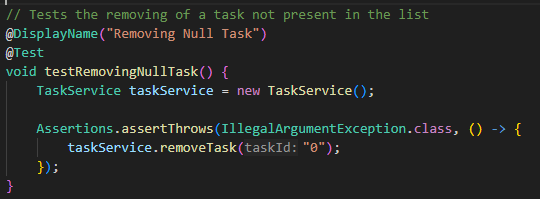 // Tests the removing of a task not present in the list
@DisplayName("Removing Null Task")
@Test
void testRemovingNullTask() {
    TaskService taskService = new TaskService();

    Assertions.assertThrows(IllegalArgumentException.class, () -> {
        taskService.removeTask(taskId: "0");
    });
}